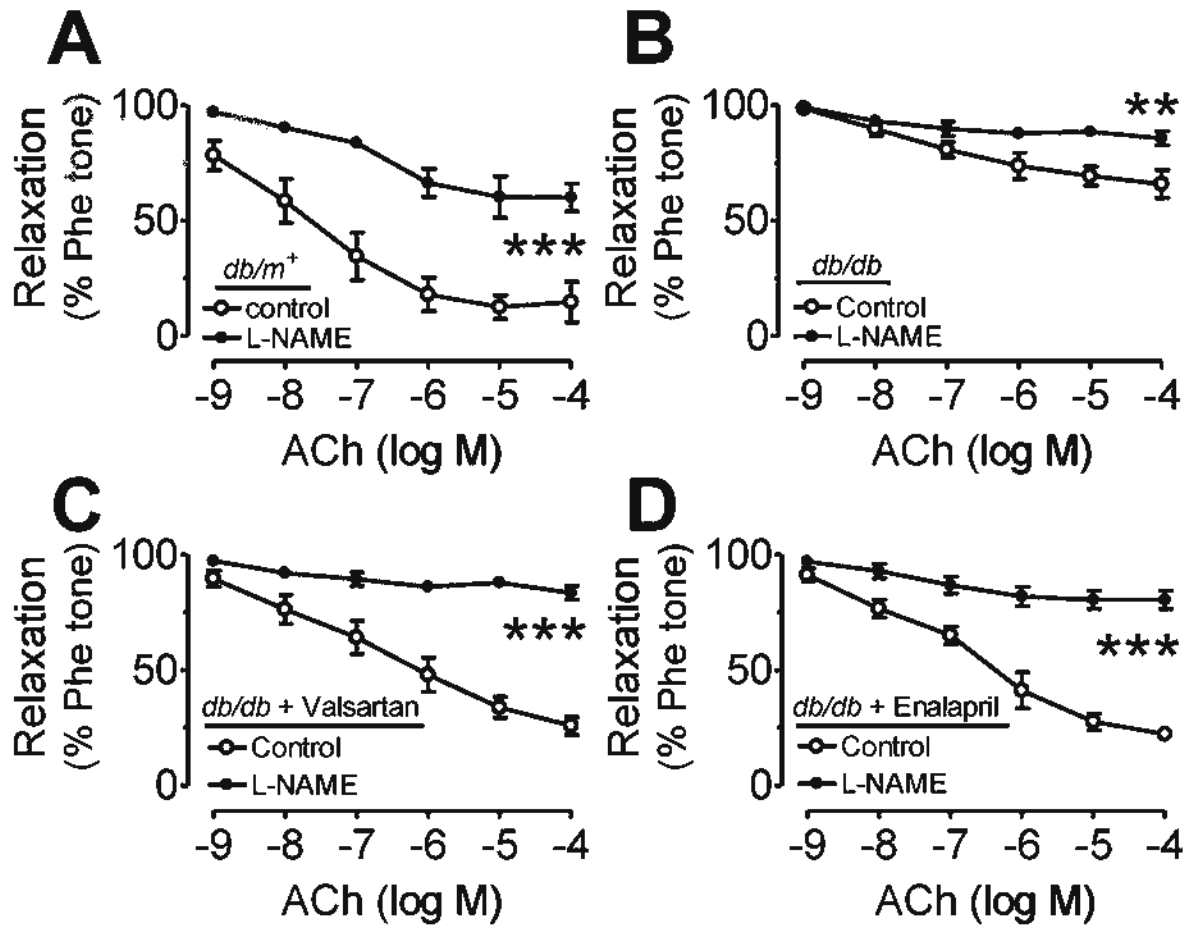 A
Relaxation
(% Phe tone)
100
50
0
***
db/m+
control
L-NAME
-9 -8 -7 -6 -5 -4
ACh (log M)
B
Relaxation
(% Phe tone)
100
50
0
**
db/db
Control
L-NAME
-9 -8 -7 -6 -5 -4
ACh (log M)
C
Relaxation
(% Phe tone)
100
50
0
***
db/db + Valsartan
Control
L-NAME
-9 -8 -7 -6 -5 -4
ACh (log M)
D
Relaxation
(% Phe tone)
100
50
0
***
db/db + Enalapril
Control
L-NAME
-9 -8 -7 -6 -5 -4
ACh (log M)